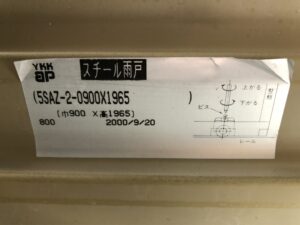 YKK
ap
スチール雨戸
(5SAZ-2-0900X1965 )
[巾900 X高1965]
800 2000/9/20
上がる
下がる
ビス
レール